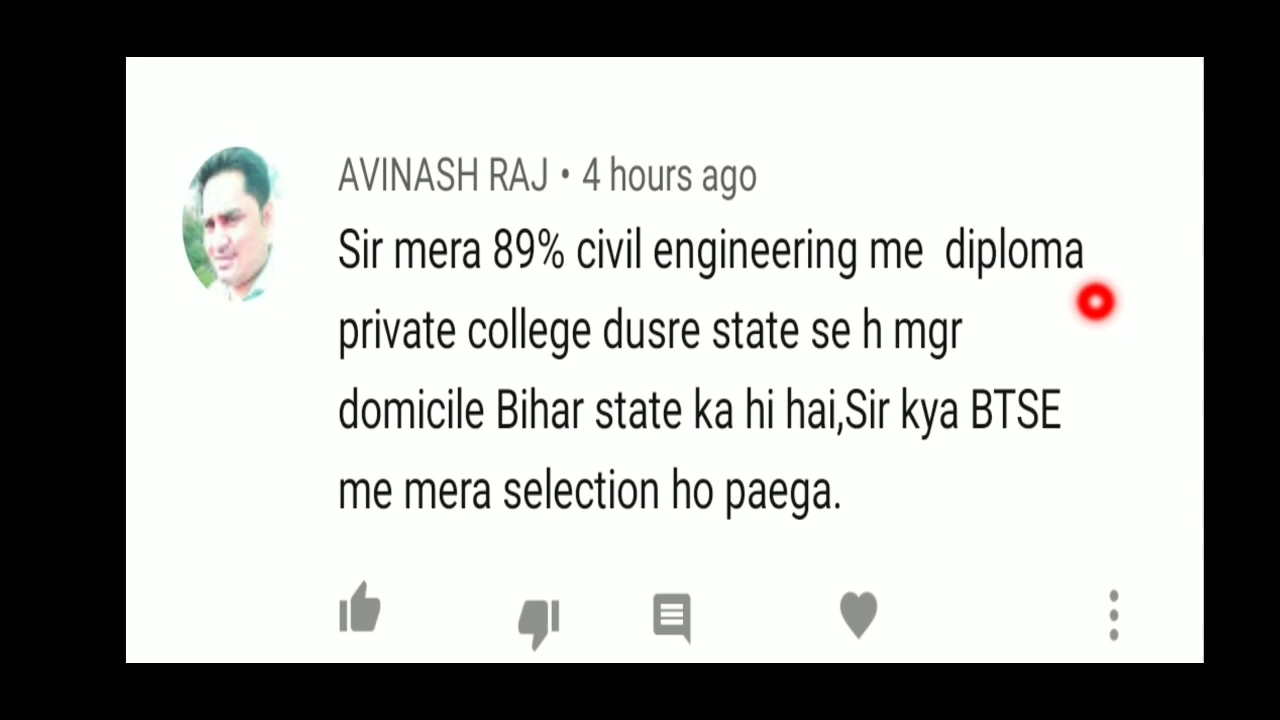 AVINASH RAJ • 4 hours ago
Sir mera 89% civil engineering me diploma
private college dusre state se h mgr
domicile Bihar state ka hi hai,Sir kya BTSE
me mera selection ho paega.